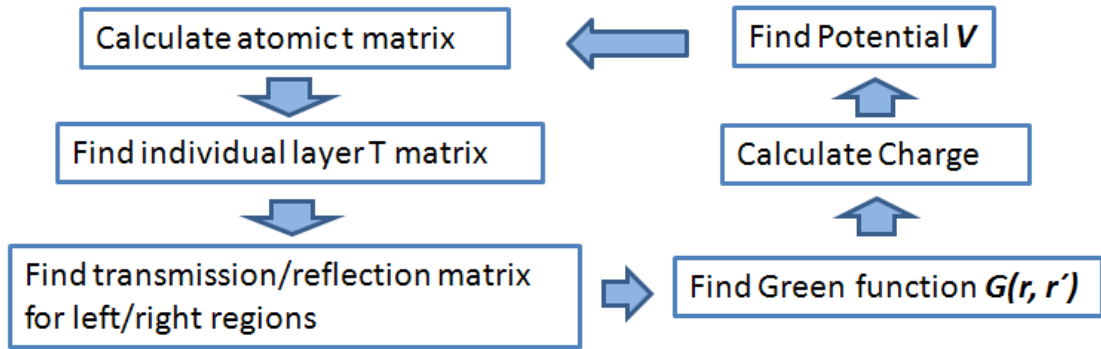 Calculate atomic t matrix
Find Potential V
Find individual layer T matrix
Calculate Charge
Find transmission/reflection matrix
for left/right regions
Find Green function G(r, r´)